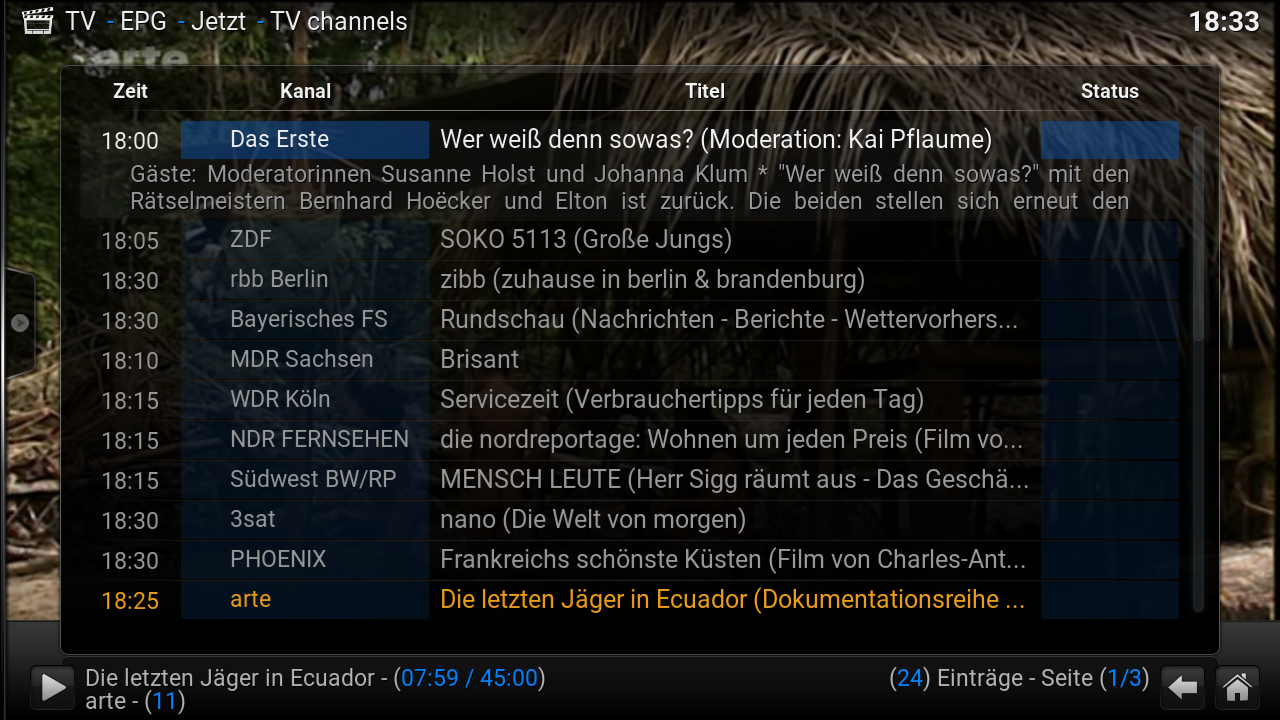 TV - EPG - Jetzt - TV channels 18:33
arte
Zeit Kanal Titel Status
18:00 Das Erste Wer weiß denn sowas? (Moderation: Kai Pflaume)
Gäste: Moderatorinnen Susanne Holst und Johanna Klum * "Wer weiß denn sowas?" mit den
Rätselmeistern Bernhard Hoëcker und Elton ist zurück. Die beiden stellen sich erneut den
18:05 ZDF SOKO 5113 (Große Jungs)
18:30 rbb Berlin zibb (zuhause in berlin & brandenburg)
18:30 Bayerisches FS Rundschau (Nachrichten - Berichte - Wettervorhers...
18:10 MDR Sachsen Brisant
18:15 WDR Köln Servicezeit (Verbrauchertipps für jeden Tag)
18:15 NDR FERNSEHEN die nordreportage: Wohnen um jeden Preis (Film vo...
18:15 Südwest BW/RP MENSCH LEUTE (Herr Sigg räumt aus - Das Geschä...
18:30 3sat nano (Die Welt von morgen)
18:30 PHOENIX Frankreichs schönste Küsten (Film von Charles-Ant...
18:25 arte Die letzten Jäger in Ecuador (Dokumentationsreihe ...
Die letzten Jäger in Ecuador - (07:59 / 45:00) (24) Einträge - Seite (1/3)
arte - (11)